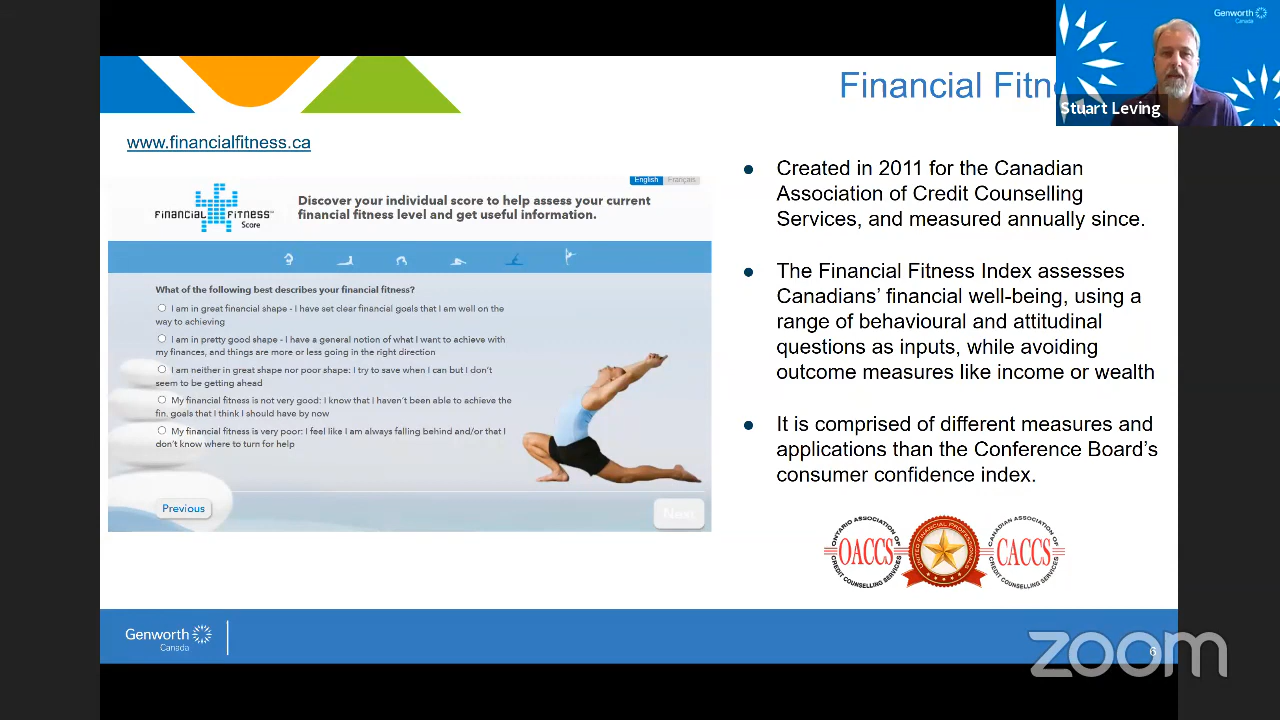 Genworth
Canada
Stuart Leving
Financial Fitn
www.financialfitness.ca
English Français
FINANCIAL FITNESS™
Score
Discover your individual score to help assess your current
financial fitness level and get useful information.
What of the following best describes your financial fitness?
I am in great financial shape - I have set clear financial goals that I am well on the
way to achieving
I am in pretty good shape - I have a general notion of what I want to achieve with
my finances, and things are more or less going in the right direction
I am neither in great shape nor poor shape: I try to save when I can but I don't
seem to be getting ahead
My financial fitness is not very good: I know that I haven't been able to achieve the
fin. goals that I think I should have by now
My financial fitness is very poor: I feel like I am always falling behind and/or that I
don't know where to turn for help
Previous
Next
● Created in 2011 for the Canadian
Association of Credit Counselling
Services, and measured annually since.
● The Financial Fitness Index assesses
Canadians' financial well-being, using a
range of behavioural and attitudinal
questions as inputs, while avoiding
outcome measures like income or wealth
● It is comprised of different measures and
applications than the Conference Board's
consumer confidence index.
ONTARIO ASSOCIATION OF
OACCS
CREDIT COUNSELLING SERVICES
UNITED FINANCIAL PROFESSIONALS
CANADIAN ASSOCIATION OF
CACCS
CREDIT COUNSELLING SERVICES
Genworth
Canada
6
zoom